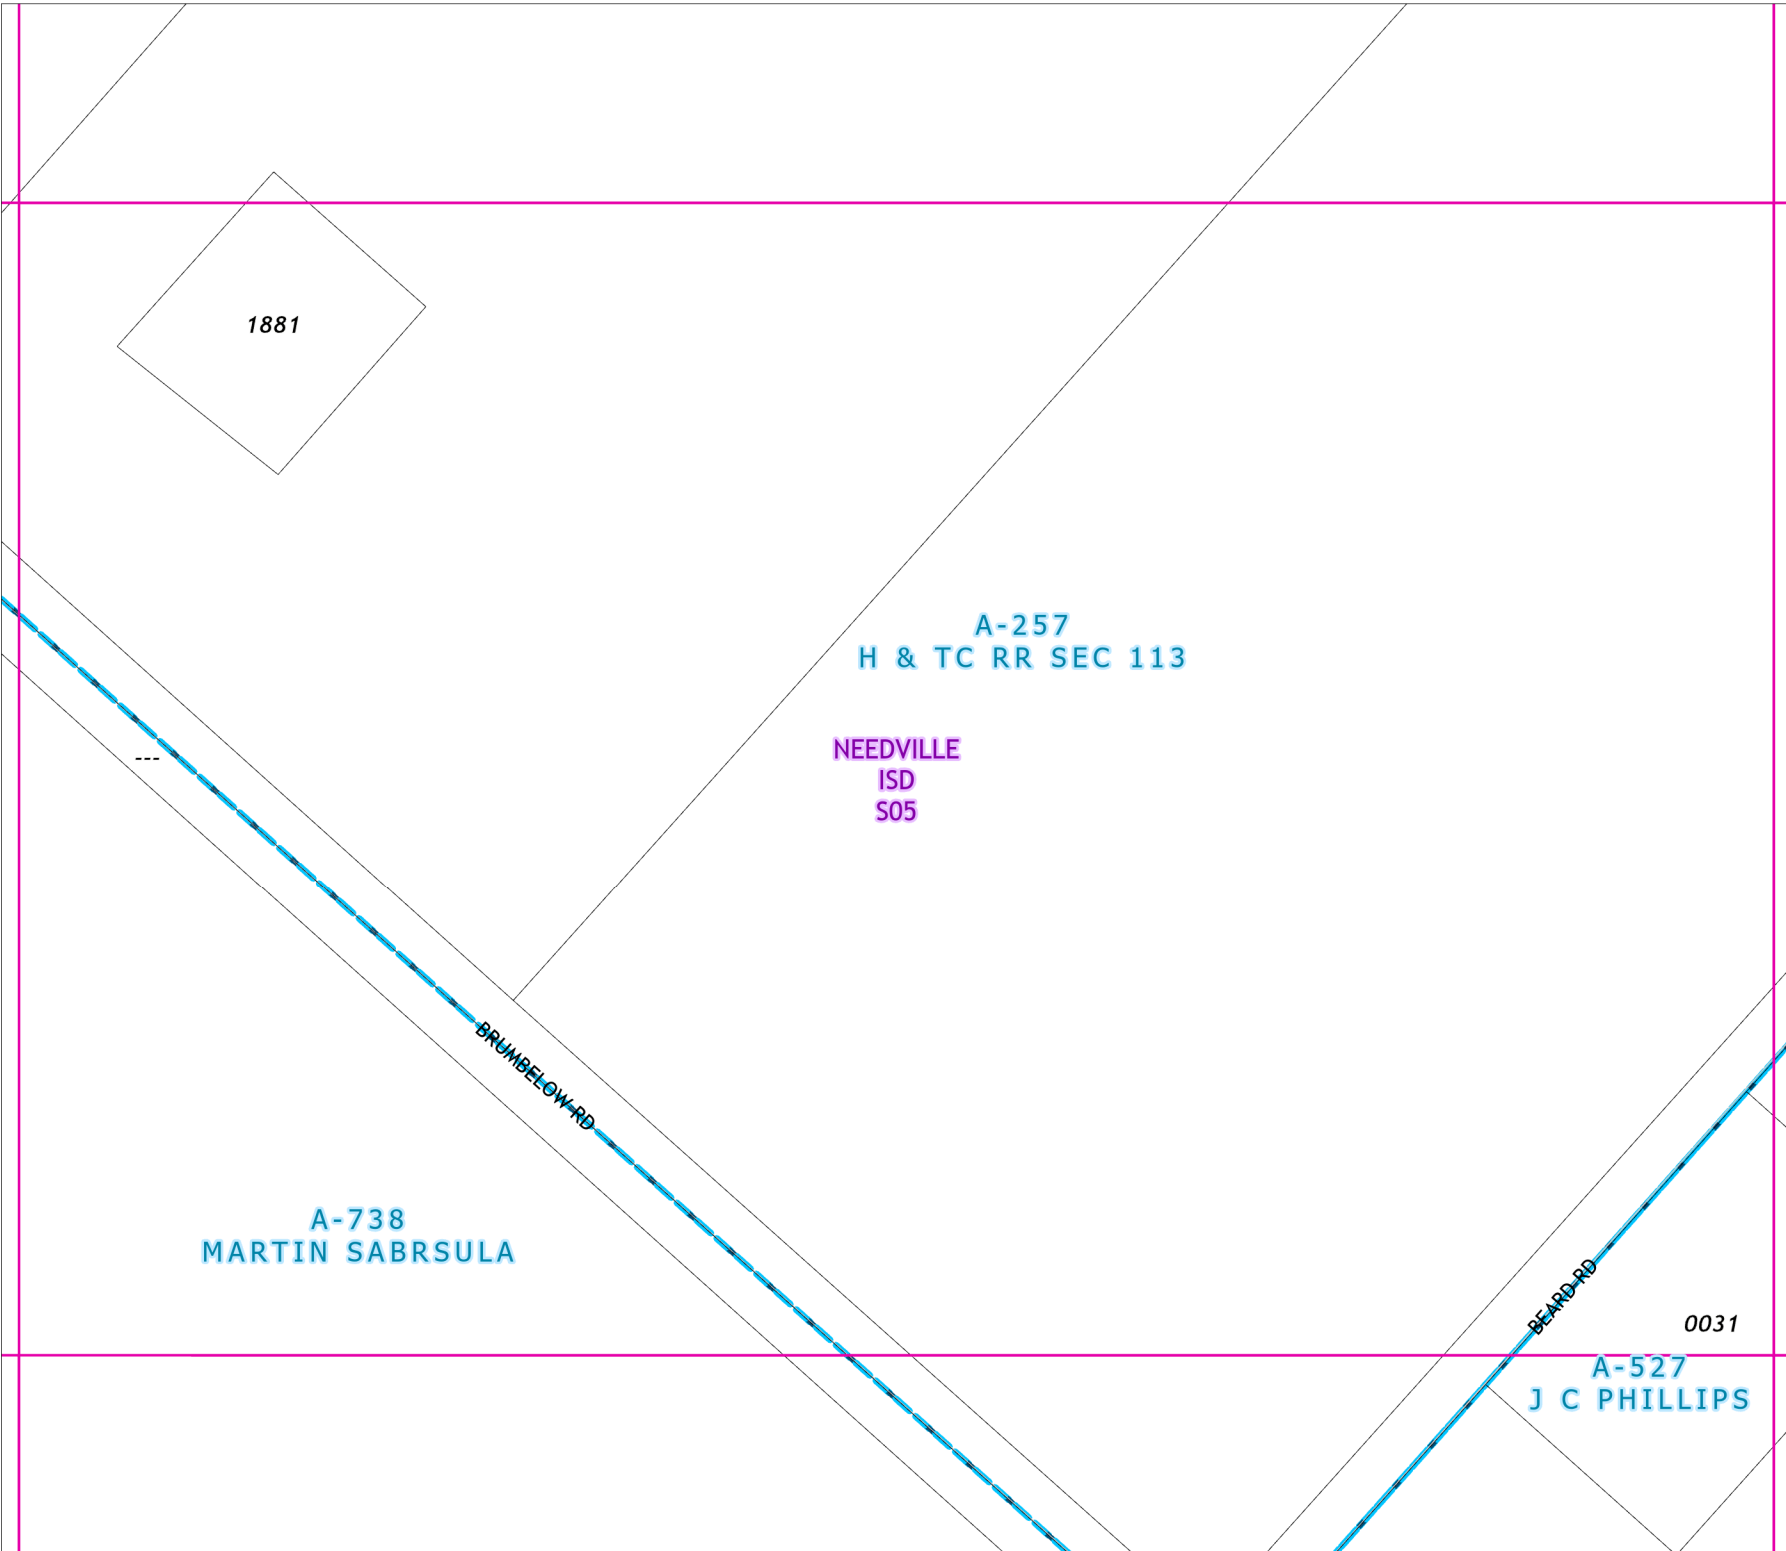 1881
A-257
H & TC RR SEC 113
NEEDVILLE
ISD
S05
---
BRUMBELOW RD
A-738
MARTIN SABRSULA
BEARD RD
0031
A-527
J C PHILLIPS